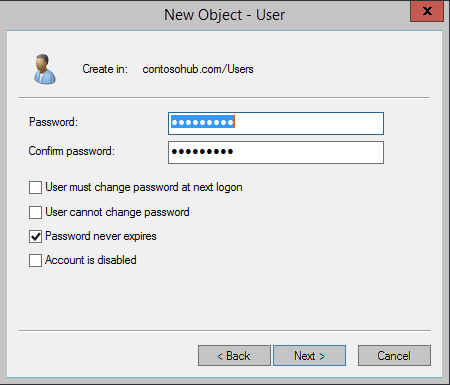 New Object - User
x
Create in: contosohub.com/Users
Password: ●●●●●●●●●
Confirm password: ●●●●●●●●●
User must change password at next logon
User cannot change password
Password never expires
Account is disabled
< Back Next > Cancel